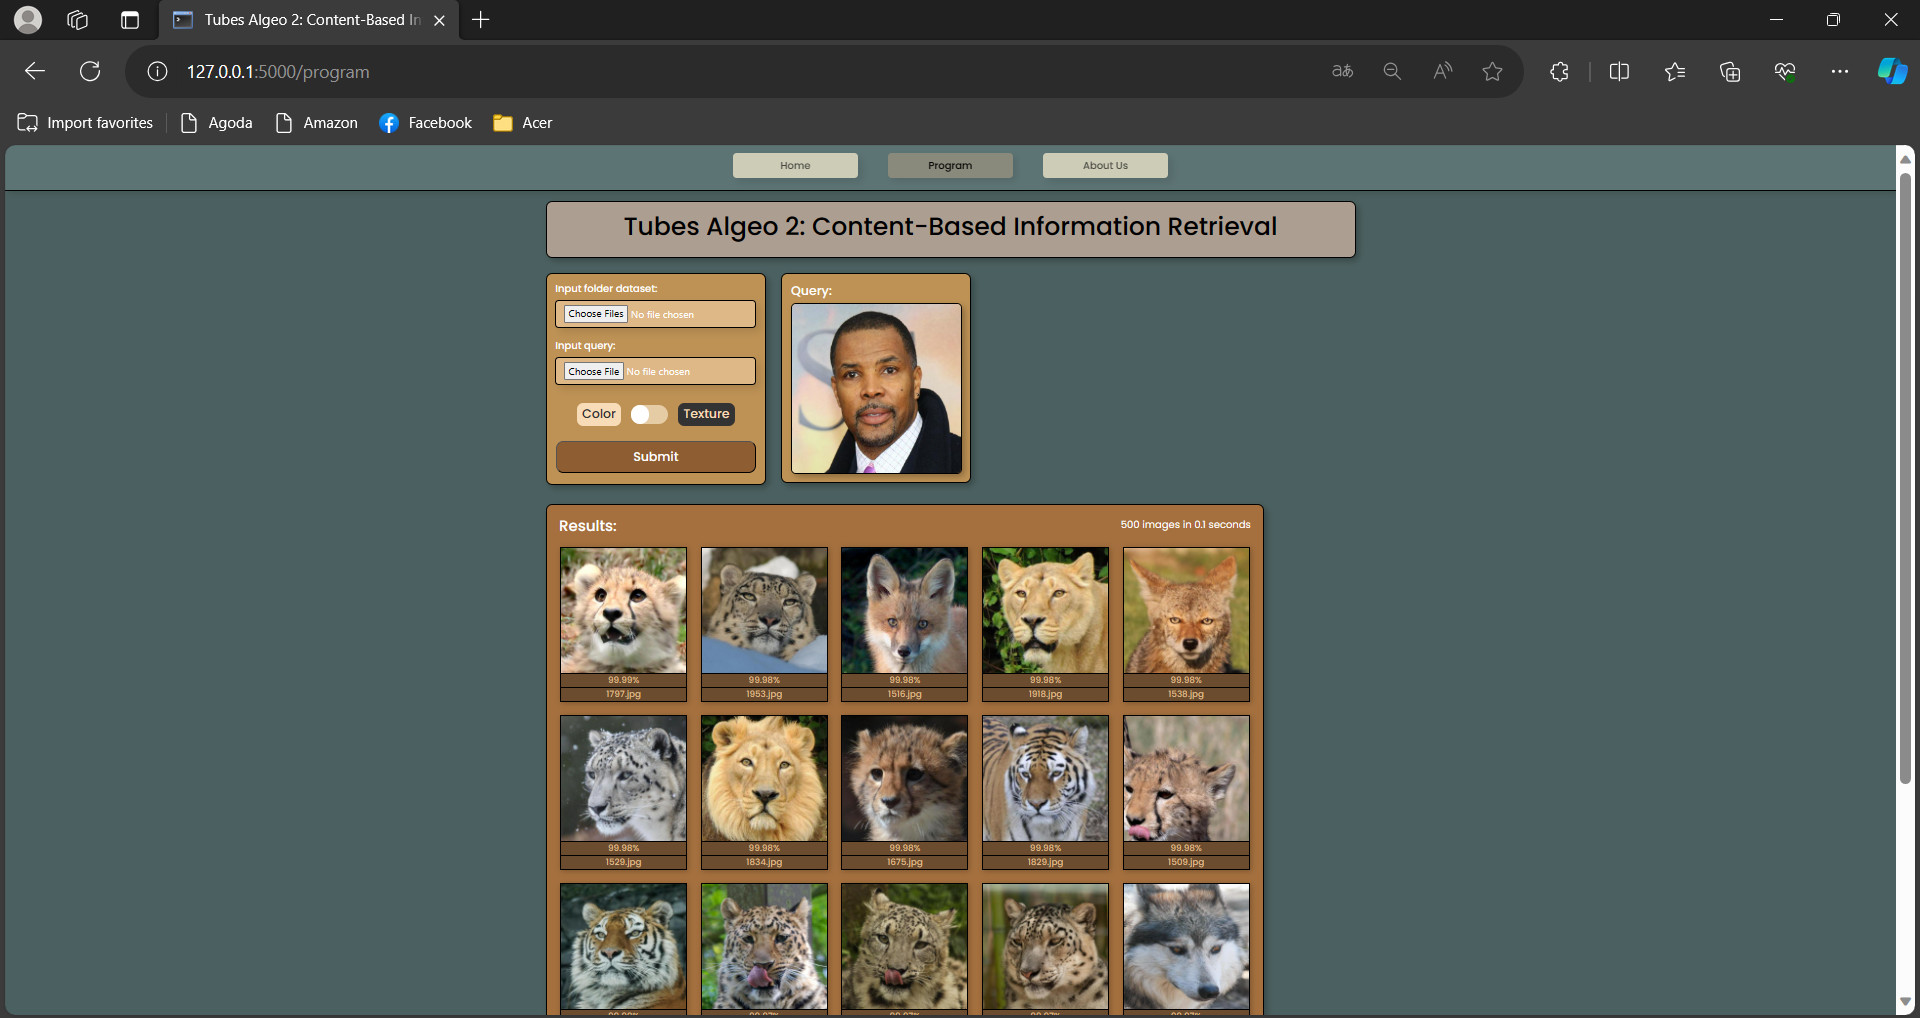 Tubes Algeo 2: Content-Based In
127.0.0.1:5000/program
aあ
A
Import favorites
Agoda
Amazon
Facebook
Acer
Home
Program
About Us
Tubes Algeo 2: Content-Based Information Retrieval
Input folder dataset:
Choose Files No file chosen
Input query:
Choose File No file chosen
Color
Texture
Submit
Query:
S
Results:
500 images in 0.1 seconds
99.99%
1797.jpg
99.98%
1953.jpg
99.98%
1516.jpg
99.98%
1918.jpg
99.98%
1538.jpg
99.98%
1529.jpg
99.98%
1834.jpg
99.98%
1675.jpg
99.98%
1829.jpg
99.98%
1509.jpg